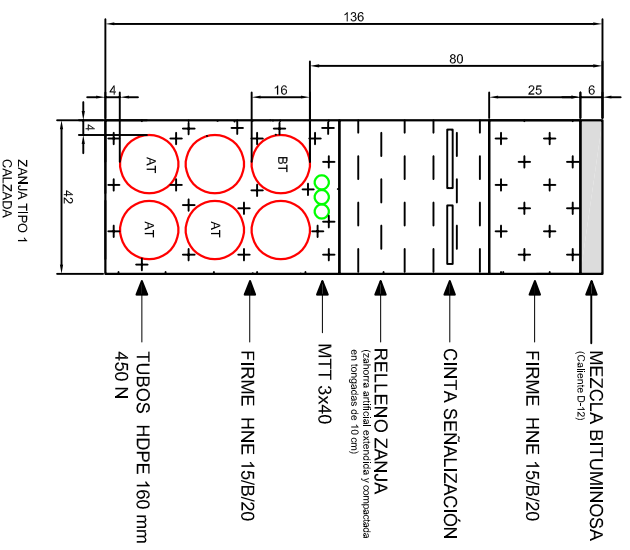 136
80
4
16
25
6
4
42
AT
BT
AT
AT
MEZCLA BITUMINOSA
(Caliente D-12)
FIRME HNE 15/B/20
CINTA SEÑALIZACIÓN
RELLENO ZANJA
(zahorra artificial extendida y compactada
en tongadas de 10 cm)
MTT 3x40
FIRME HNE 15/B/20
TUBOS HDPE 160 mm
450 N
ZANJA TIPO 1
CALZADA